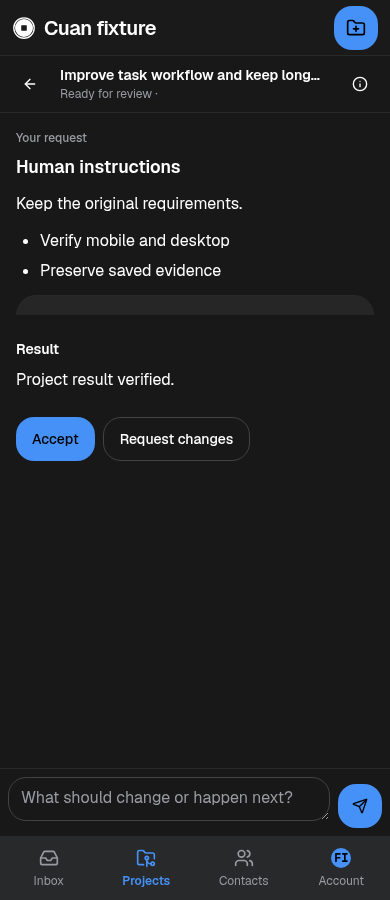 Cuan fixture
Improve task workflow and keep long...
Ready for review ·
Your request
Human instructions
Keep the original requirements.
• Verify mobile and desktop
• Preserve saved evidence
Result
Project result verified.
Accept
Request changes
What should change or happen next?
FI
Inbox
Projects
Contacts
Account